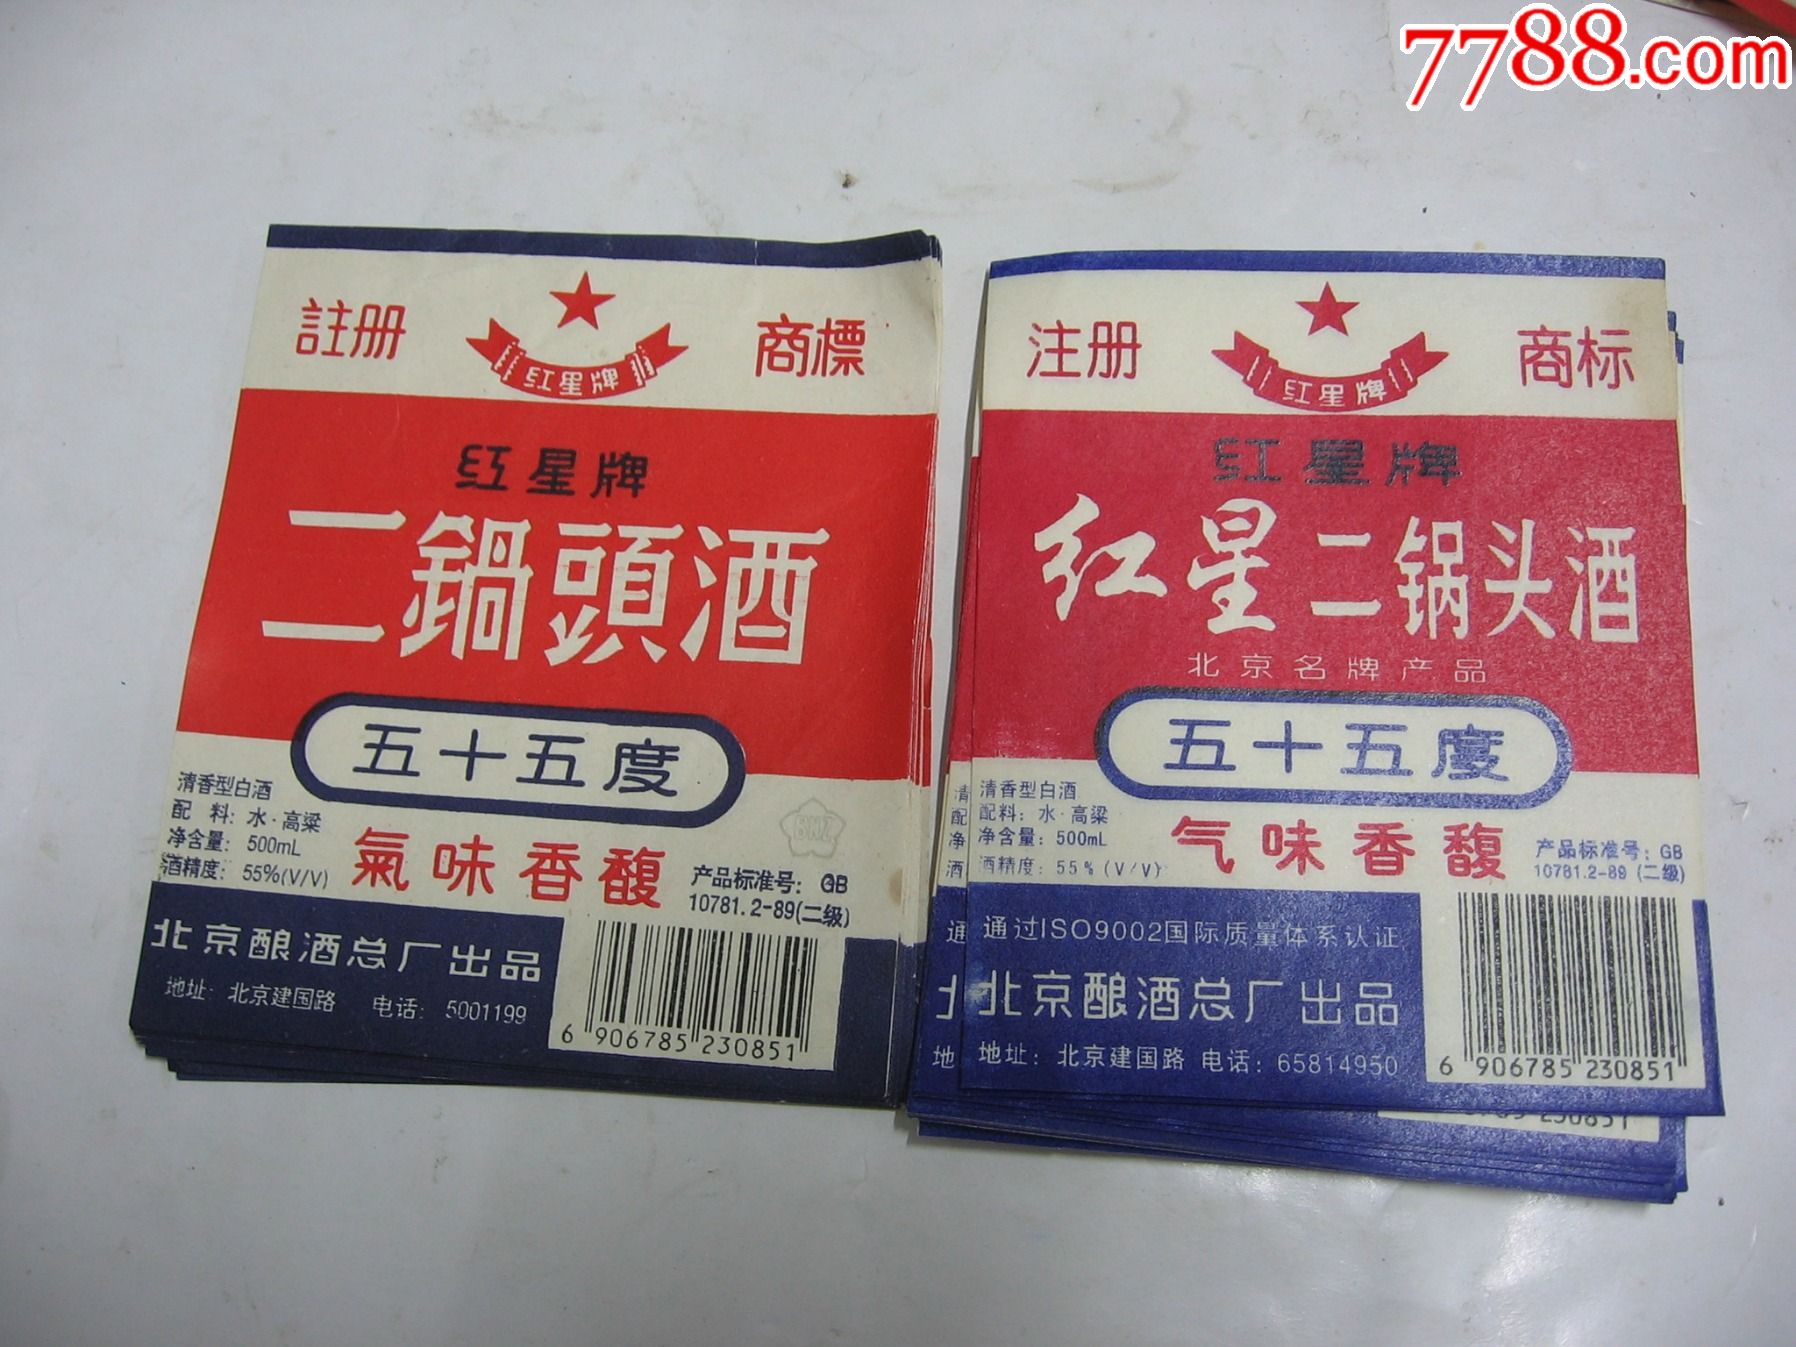 7788.com
註册
商標
红星牌
红星牌
二鍋頭酒
五十五度
清香型白酒
配 料：水·高粱
净含量：500mL
酒精度：55%(V/V)
氣味香馥
BNZ
产品标准号：GB
10781.2-89(二级)
北京酿酒总厂出品
地址：北京建国路 电话：5001199
6 906785 230851
注册
商标
红星牌
红星牌
红星二锅头酒
北京名牌产品
五十五度
清香型白酒
配料：水·高粱
净含量：500mL
酒精度：55%(V/V)
气味香馥
产品标准号：GB
10781.2-89(二级)
通过ISO9002国际质量体系认证
北京酿酒总厂出品
地址：北京建国路 电话：65814950
6 906785 230851
清
配
净
酒
通
地
230851